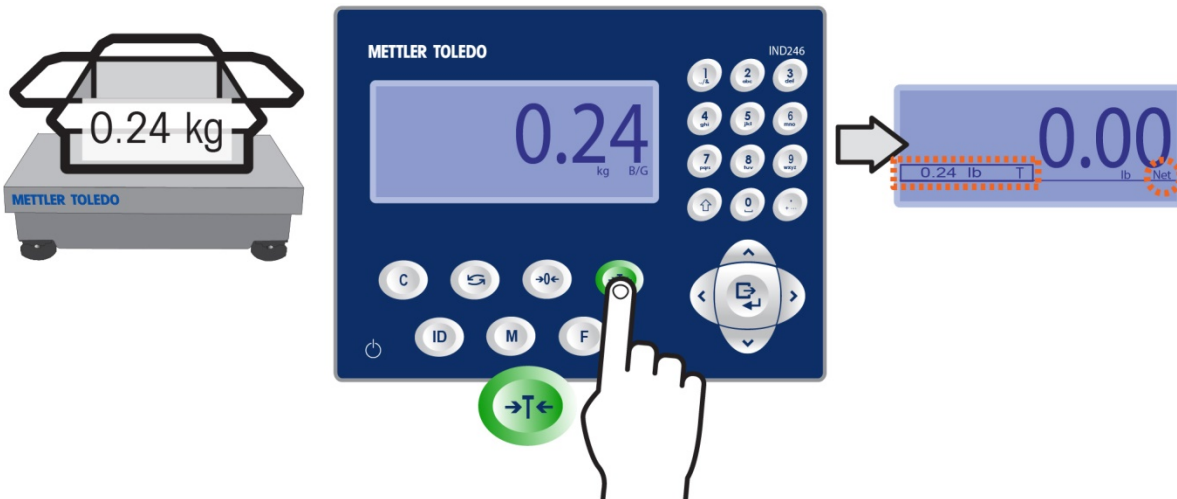 0.24 kg
METTLER TOLEDO
METTLER TOLEDO
IND246
0.24
kg B/G
1 2 3
_/& abc def
4 5 6
ghi jkl mno
7 8 9
pqrs tuv wxyz
0
C →0← 
ID M F
→T←
0.00
0.24 lb T
lb Net